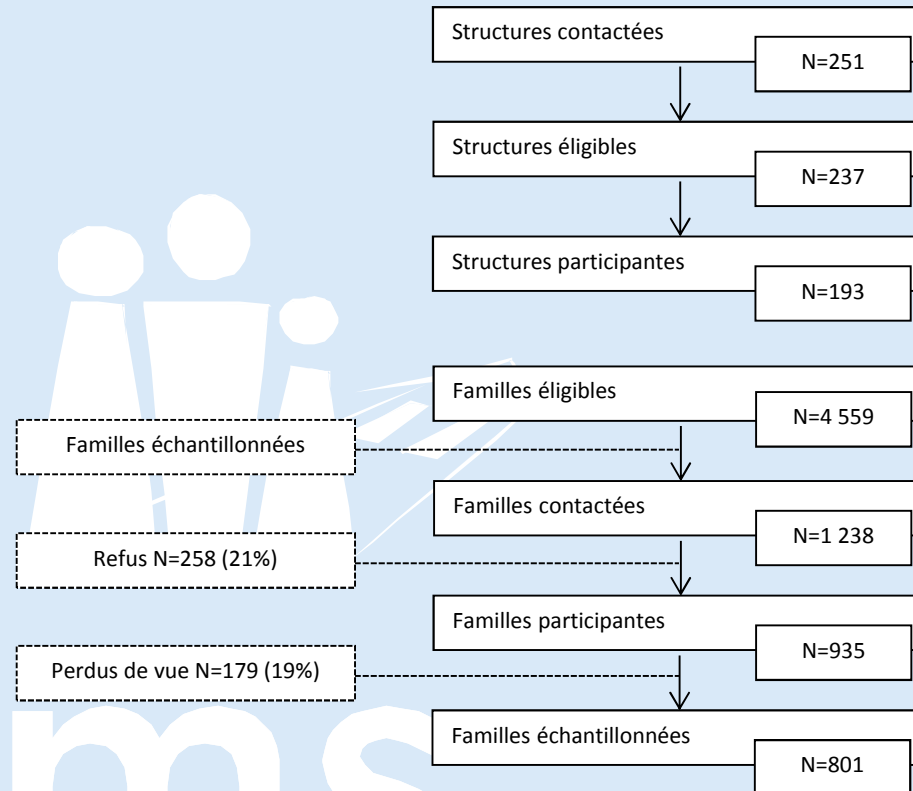 Structures contactées
N=251
Structures éligibles
N=237
Structures participantes
N=193
Familles éligibles
N=4 559
Familles échantillonnées
Familles contactées
N=1 238
Refus N=258 (21%)
Familles participantes
N=935
Perdus de vue N=179 (19%)
Familles échantillonnées
N=801
ms